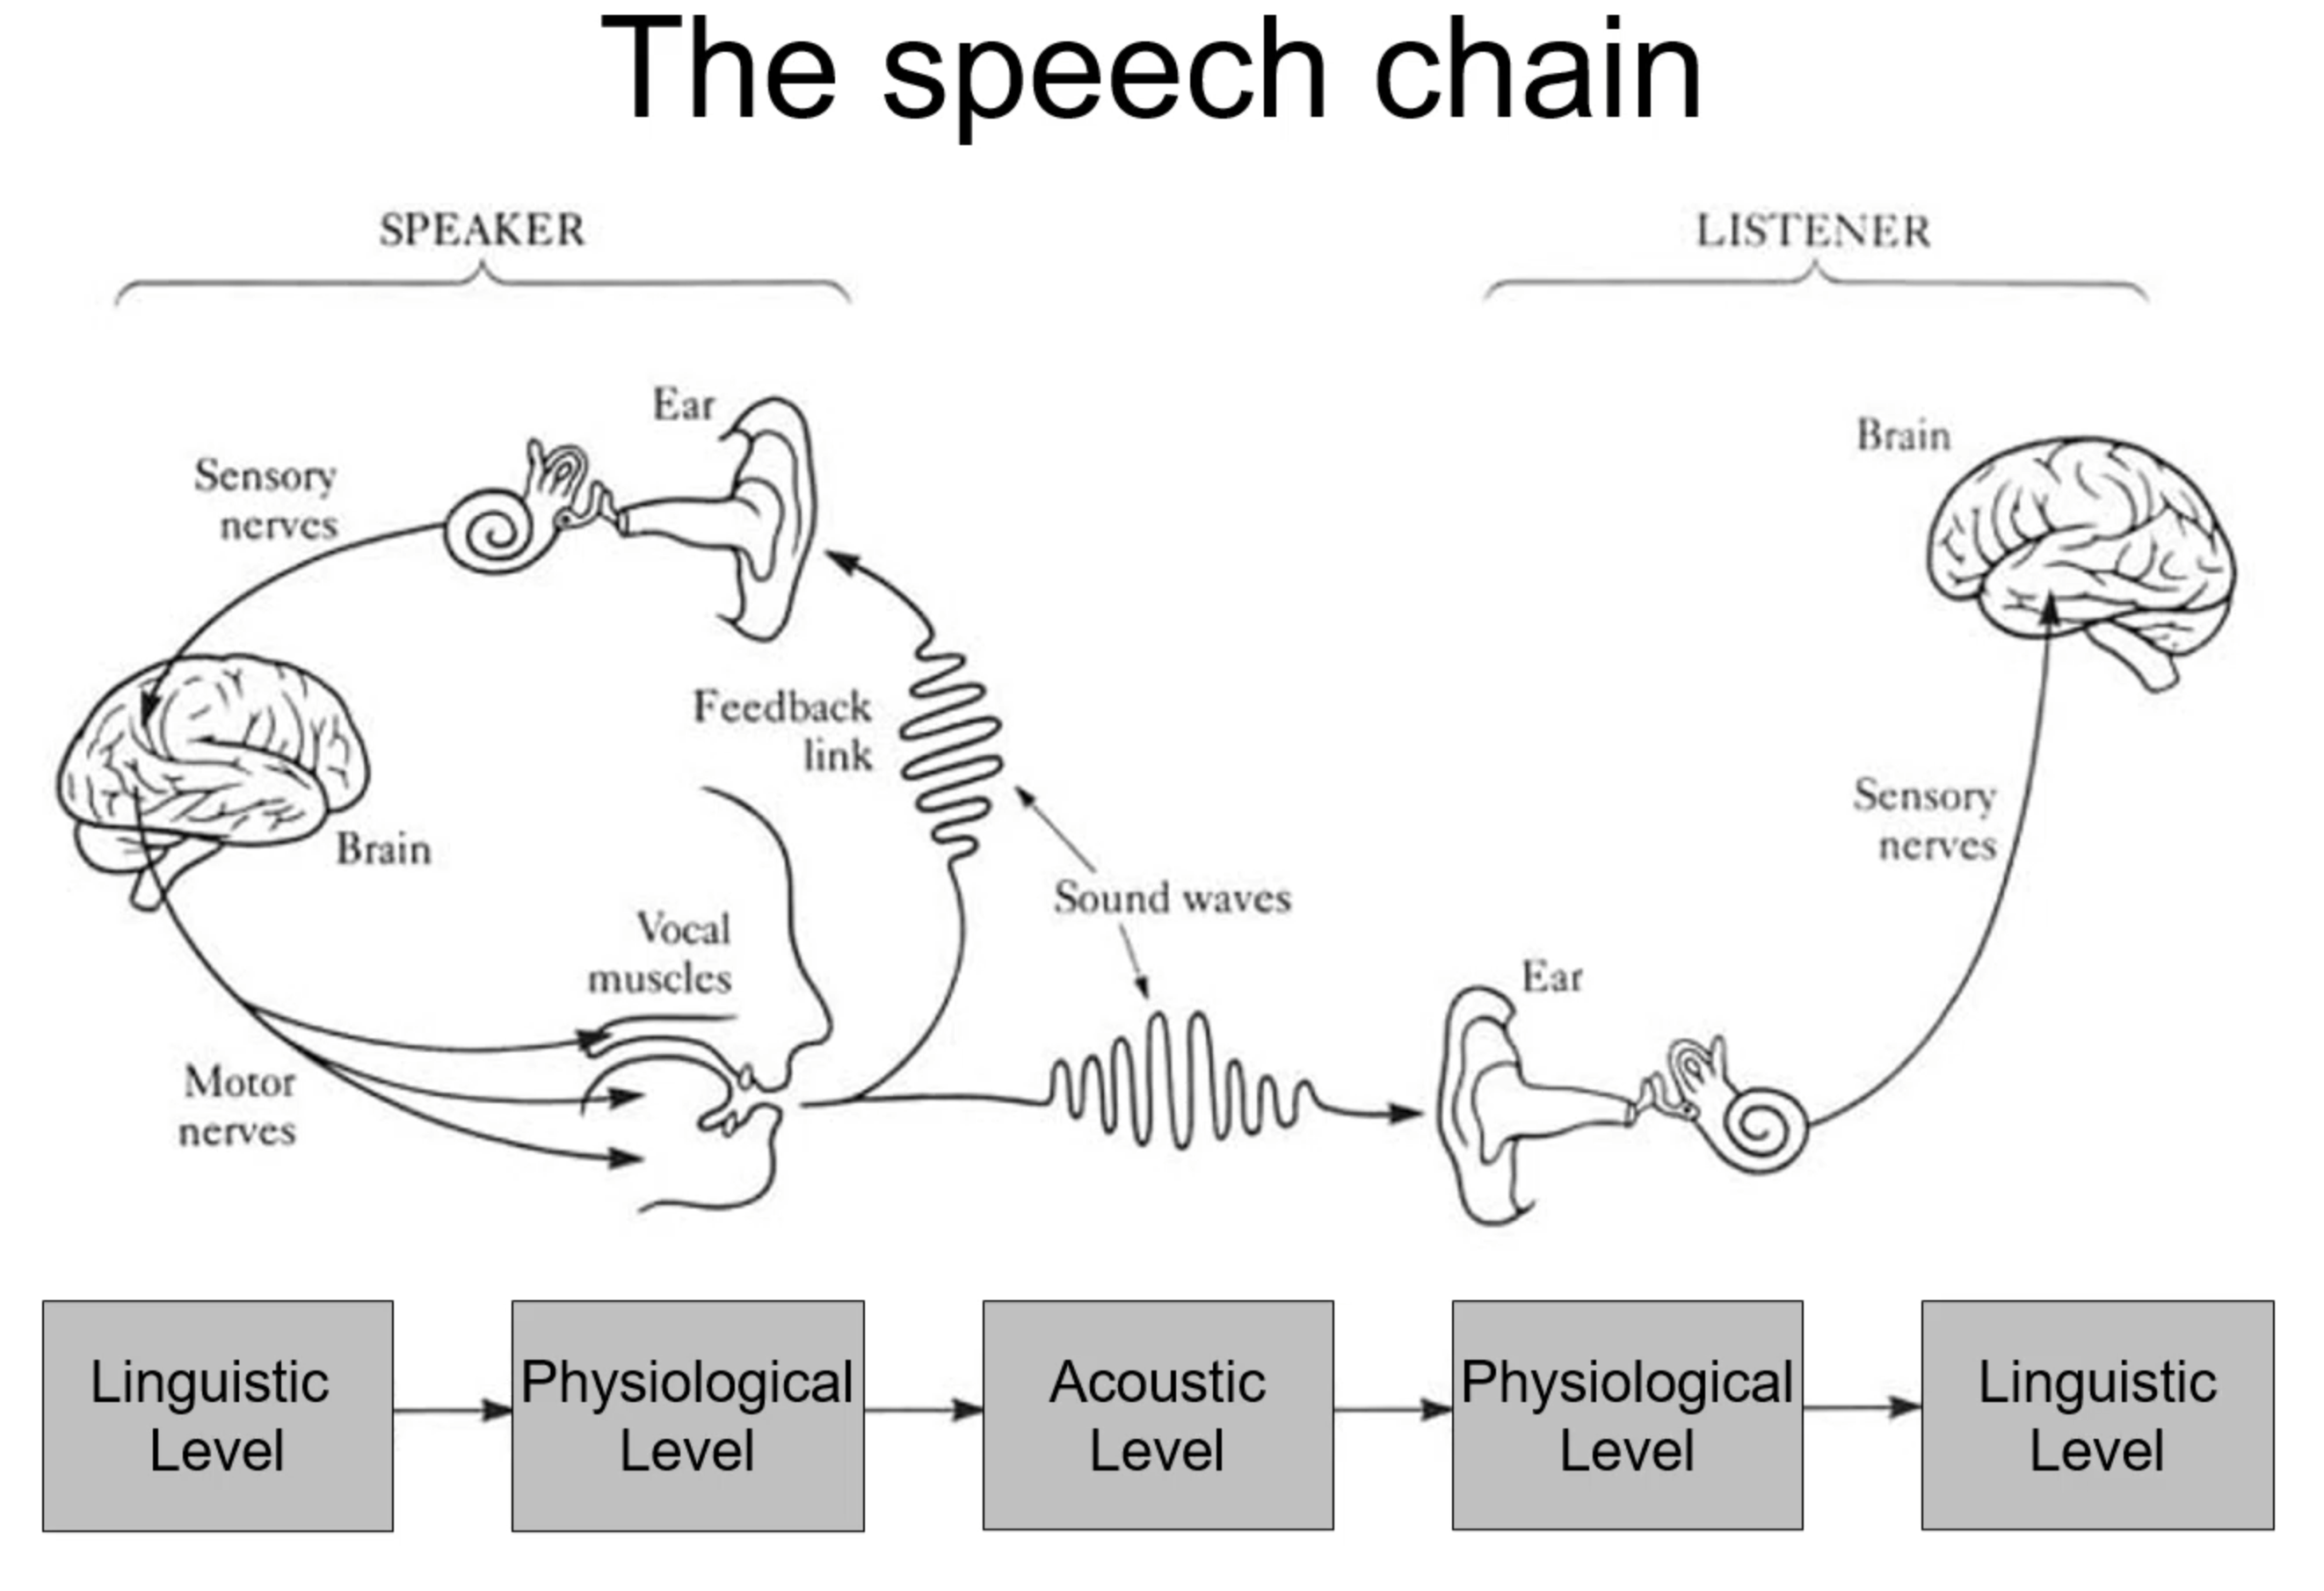 The speech chain
SPEAKER
LISTENER
Ear
Sensory
nerves
Brain
Feedback
link
Brain
Sensory
nerves
Sound waves
Vocal
muscles
Ear
Motor
nerves
Linguistic
Level
Physiological
Level
Acoustic
Level
Physiological
Level
Linguistic
Level